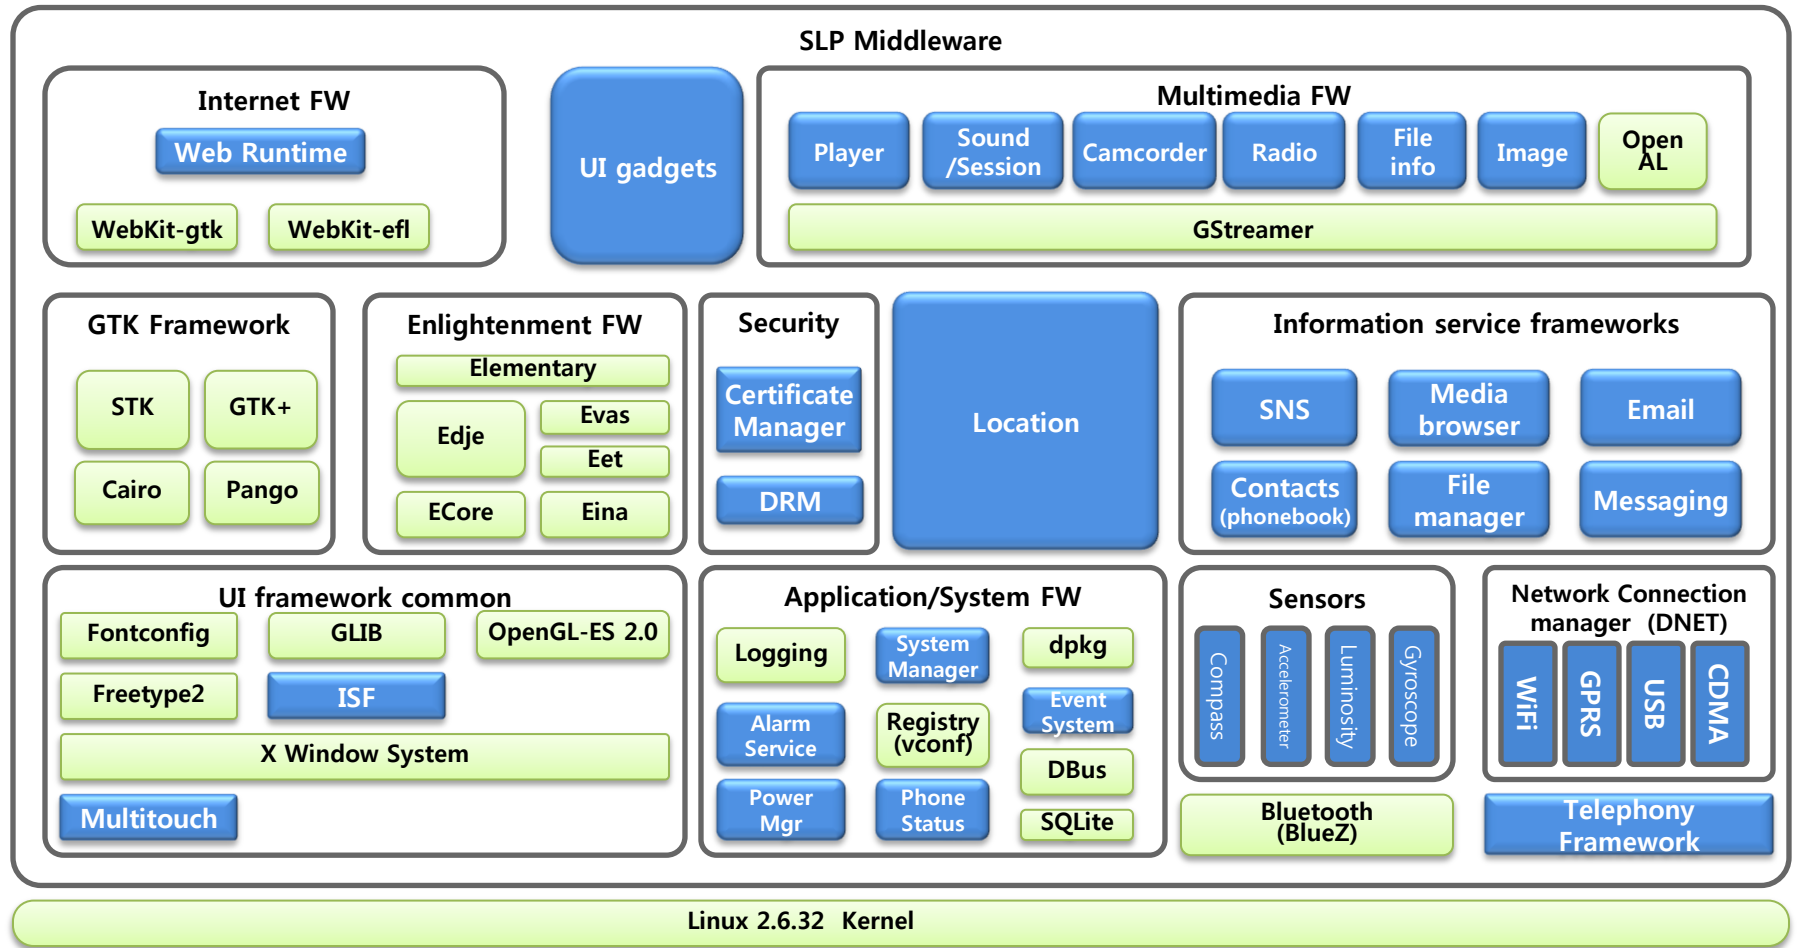 SLP Middleware
Internet FW
Web Runtime
WebKit-gtk
WebKit-efl
UI gadgets
Multimedia FW
Player
Sound
/Session
Camcorder
Radio
File
info
Image
Open
AL
GStreamer
GTK Framework
STK
GTK+
Cairo
Pango
Enlightenment FW
Elementary
Edje
Evas
Eet
ECore
Eina
Security
Certificate
Manager
DRM
Location
Information service frameworks
SNS
Media
browser
Email
Contacts
(phonebook)
File
manager
Messaging
UI framework common
Fontconfig
GLIB
OpenGL-ES 2.0
Freetype2
ISF
X Window System
Multitouch
Application/System FW
Logging
System
Manager
dpkg
Alarm
Service
Registry
(vconf)
Event
System
DBus
Power
Mgr
Phone
Status
SQLite
Sensors
Compass
Accelerometer
Luminosity
Gyroscope
Bluetooth
(BlueZ)
Network Connection
manager (DNET)
WiFi
GPRS
USB
CDMA
Telephony
Framework
Linux 2.6.32 Kernel